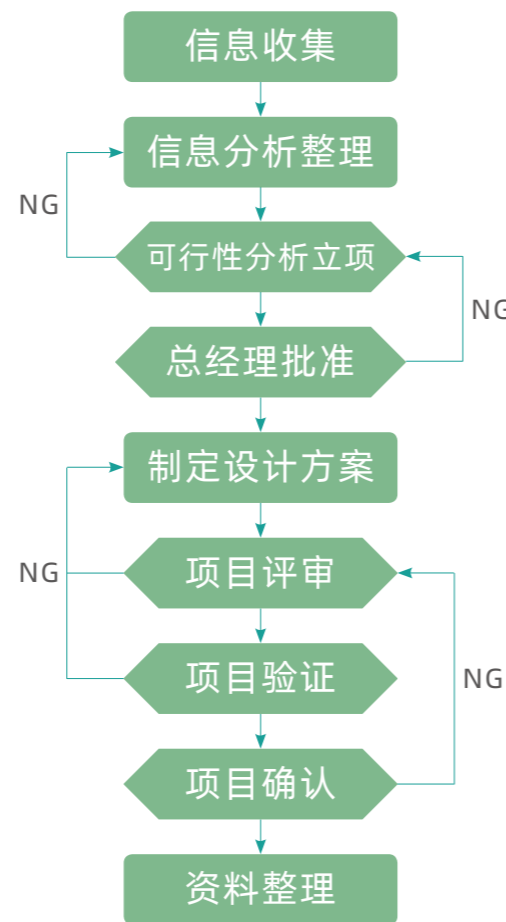 信息收集
信息分析整理
NG
可行性分析立项
NG
总经理批准
制定设计方案
NG
项目评审
项目验证
NG
项目确认
资料整理